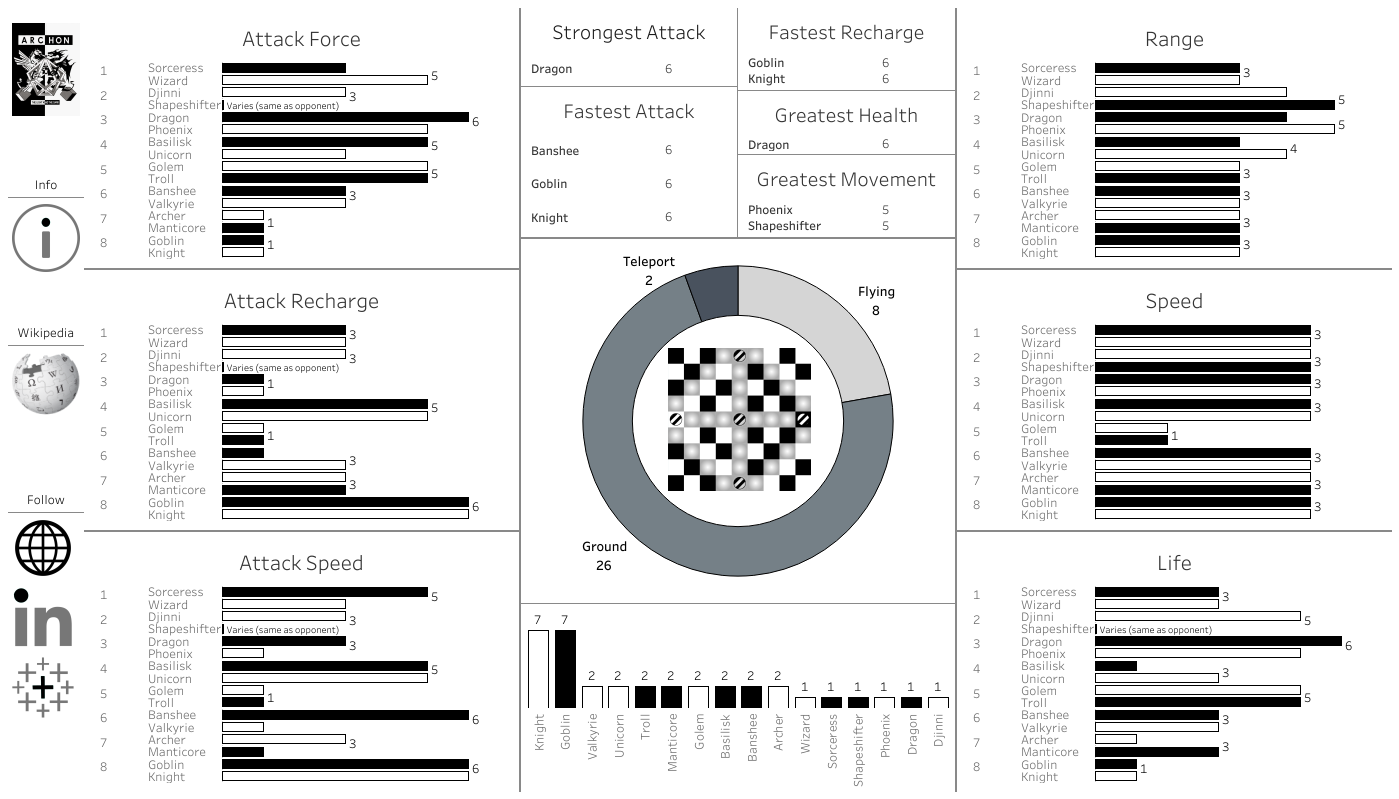 ARCHON
Info
Wikipedia
Ω W И
Follow
in
Attack Force
1 Sorceress
Wizard 5
2 Djinni 3
Shapeshifter Varies (same as opponent)
3 Dragon 6
Phoenix
4 Basilisk 5
Unicorn
5 Golem
Troll 5
6 Banshee 3
Valkyrie
7 Archer 1
Manticore
8 Goblin 1
Knight
Attack Recharge
1 Sorceress 3
Wizard
2 Djinni 3
Shapeshifter Varies (same as opponent)
3 Dragon 1
Phoenix
4 Basilisk 5
Unicorn
5 Golem 1
Troll
6 Banshee
Valkyrie 3
7 Archer 3
Manticore
8 Goblin 6
Knight
Attack Speed
1 Sorceress 5
Wizard
2 Djinni 3
Shapeshifter Varies (same as opponent)
3 Dragon 3
Phoenix
4 Basilisk 5
Unicorn
5 Golem 1
Troll
6 Banshee 6
Valkyrie
7 Archer 3
Manticore
8 Goblin 6
Knight
Strongest Attack
Dragon 6
Fastest Attack
Banshee 6
Goblin 6
Knight 6
Fastest Recharge
Goblin 6
Knight 6
Greatest Health
Dragon 6
Greatest Movement
Phoenix 5
Shapeshifter 5
Teleport
2
Flying
8
Ground
26
7 7 2 2 2 2 2 2 2 2 1 1 1 1 1 1
Knight
Goblin
Valkyrie
Unicorn
Troll
Manticore
Golem
Basilisk
Banshee
Archer
Wizard
Sorceress
Shapeshifter
Phoenix
Dragon
Djinni
Range
1 Sorceress 3
Wizard
2 Djinni
Shapeshifter 5
3 Dragon
Phoenix 5
4 Basilisk
Unicorn 4
5 Golem 3
Troll
6 Banshee 3
Valkyrie
7 Archer 3
Manticore
8 Goblin 3
Knight
Speed
1 Sorceress 3
Wizard
2 Djinni 3
Shapeshifter
3 Dragon 3
Phoenix
4 Basilisk 3
Unicorn
5 Golem 1
Troll
6 Banshee 3
Valkyrie
7 Archer 3
Manticore
8 Goblin 3
Knight
Life
1 Sorceress 3
Wizard
2 Djinni 5
Shapeshifter Varies (same as opponent)
3 Dragon 6
Phoenix
4 Basilisk
Unicorn 3
5 Golem 5
Troll
6 Banshee 3
Valkyrie
7 Archer
Manticore 3
8 Goblin 1
Knight